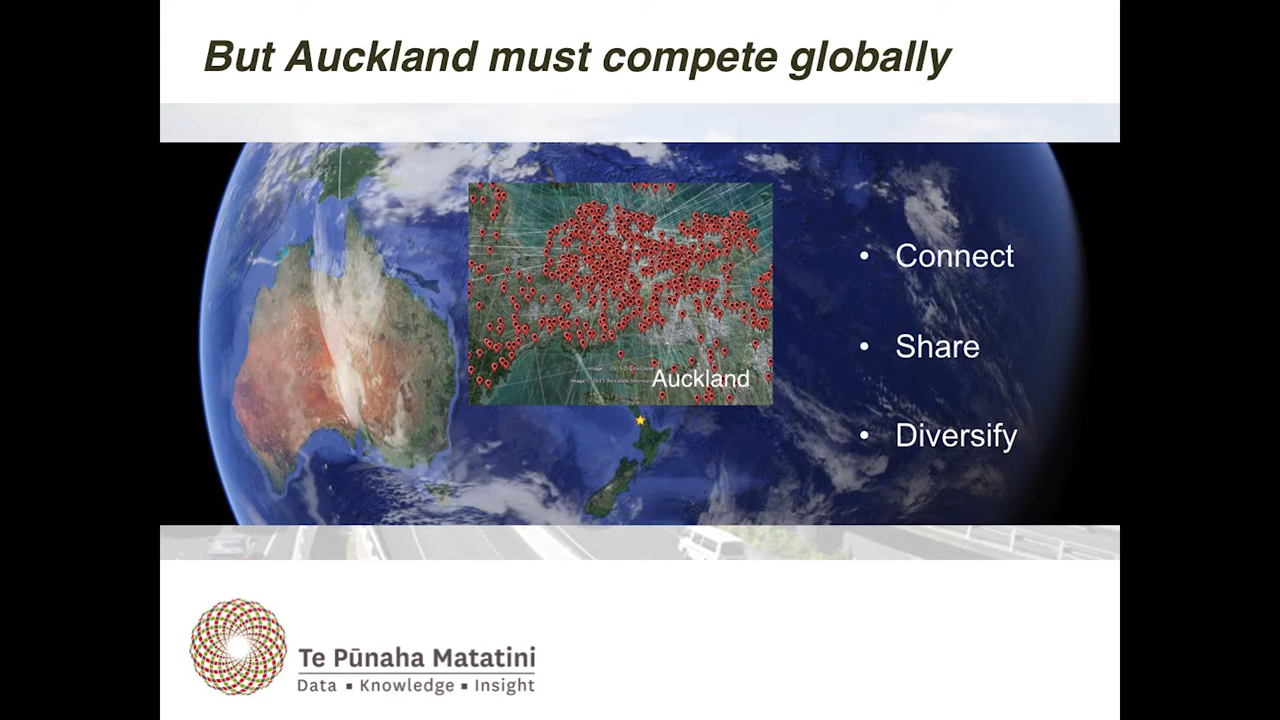 But Auckland must compete globally
• Connect
• Share
• Diversify
Auckland
Te Pūnaha Matatini
Data ▪ Knowledge ▪ Insight